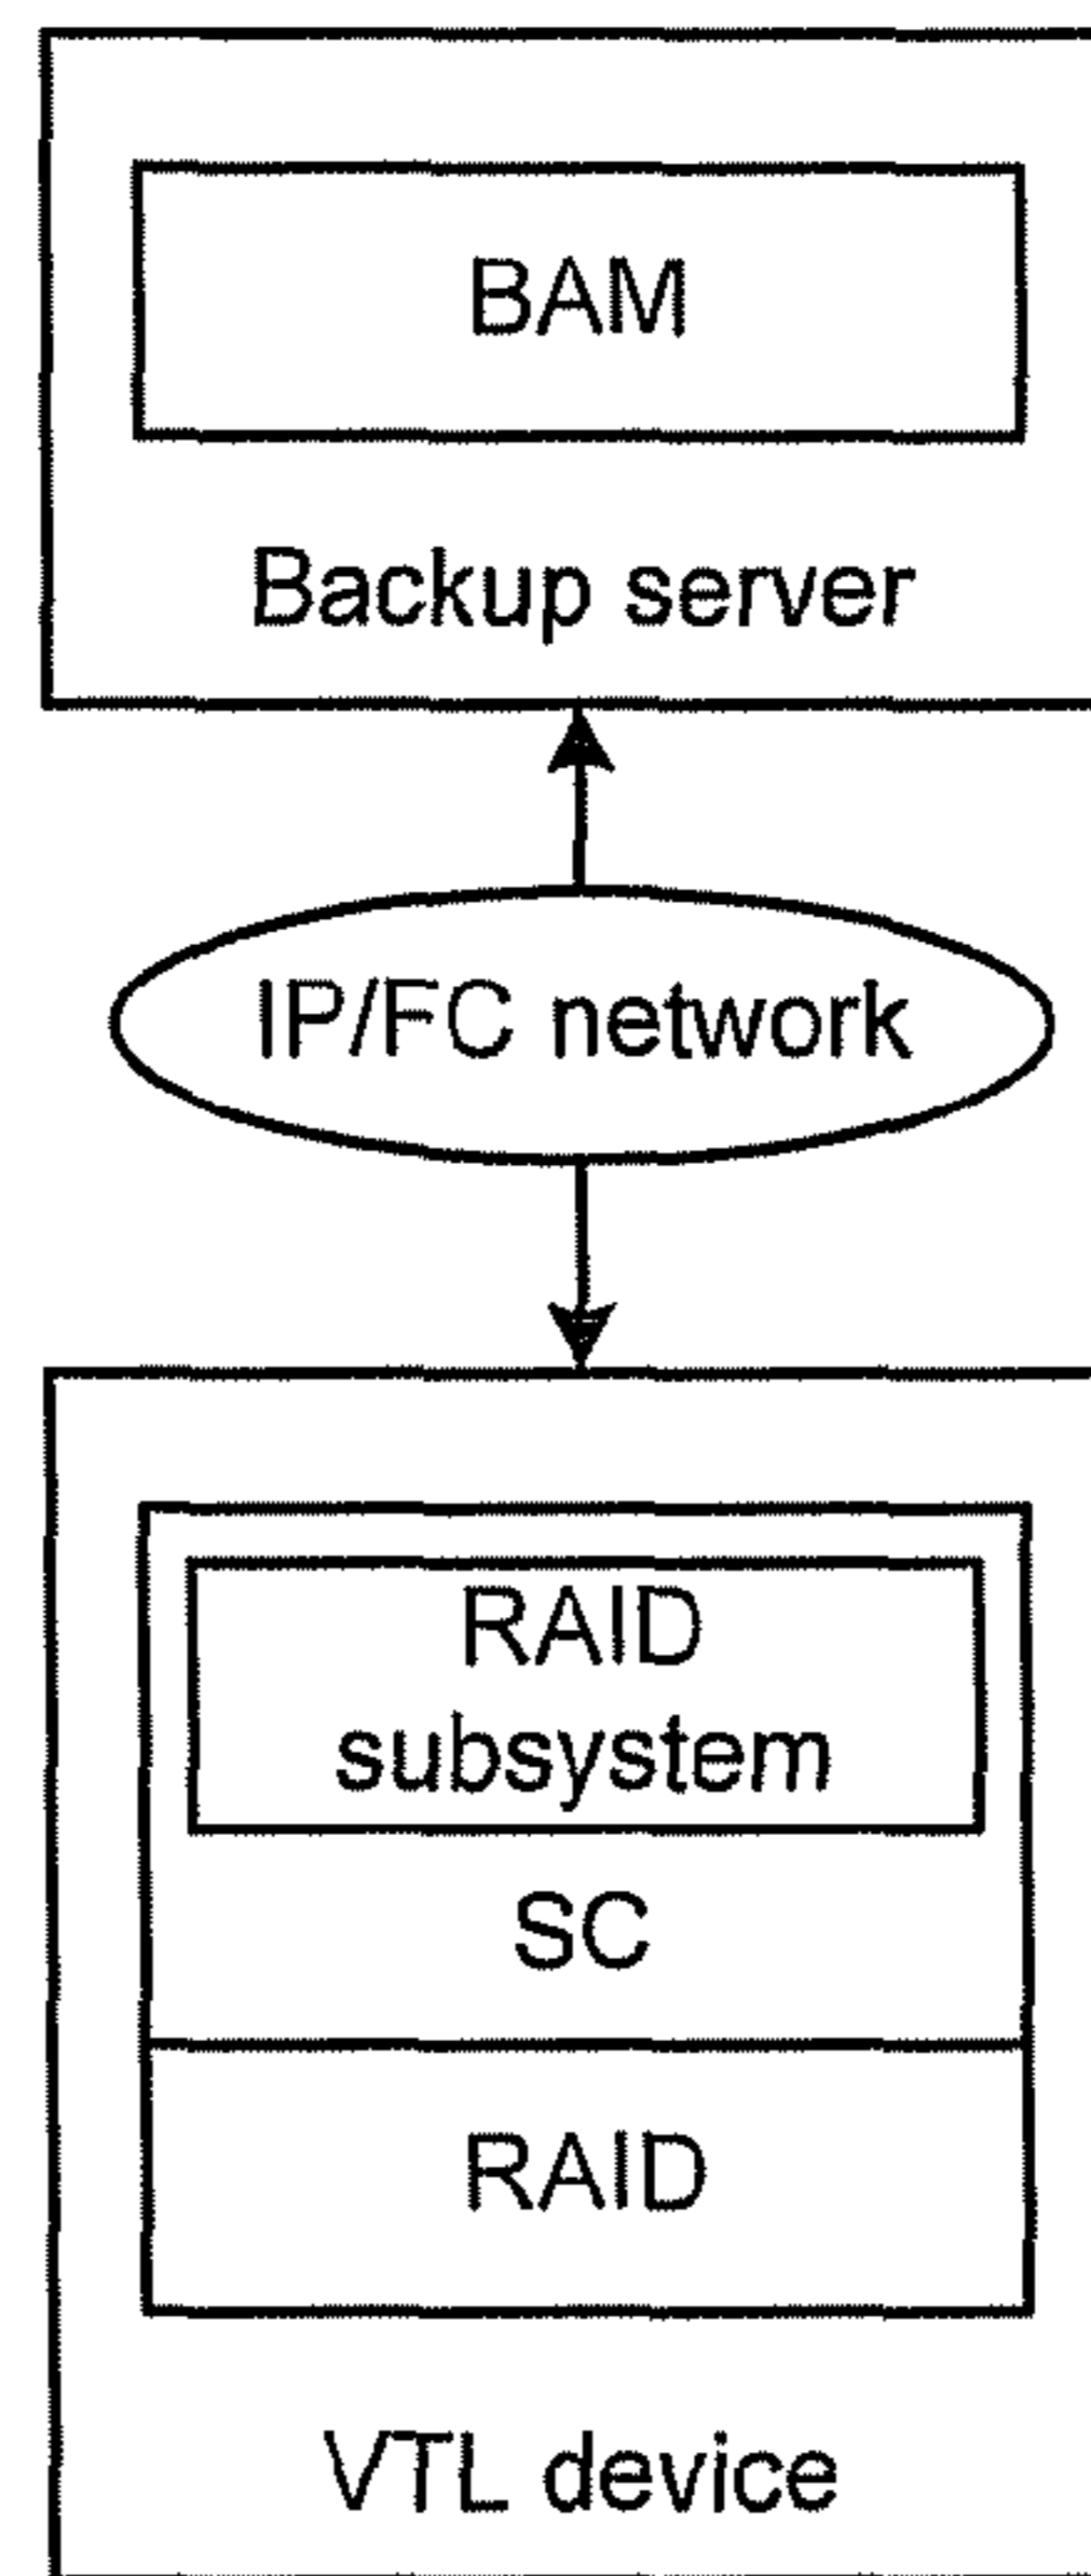 BAM
Backup server
IP/FC network
RAID
subsystem
SC
RAID
VTL device